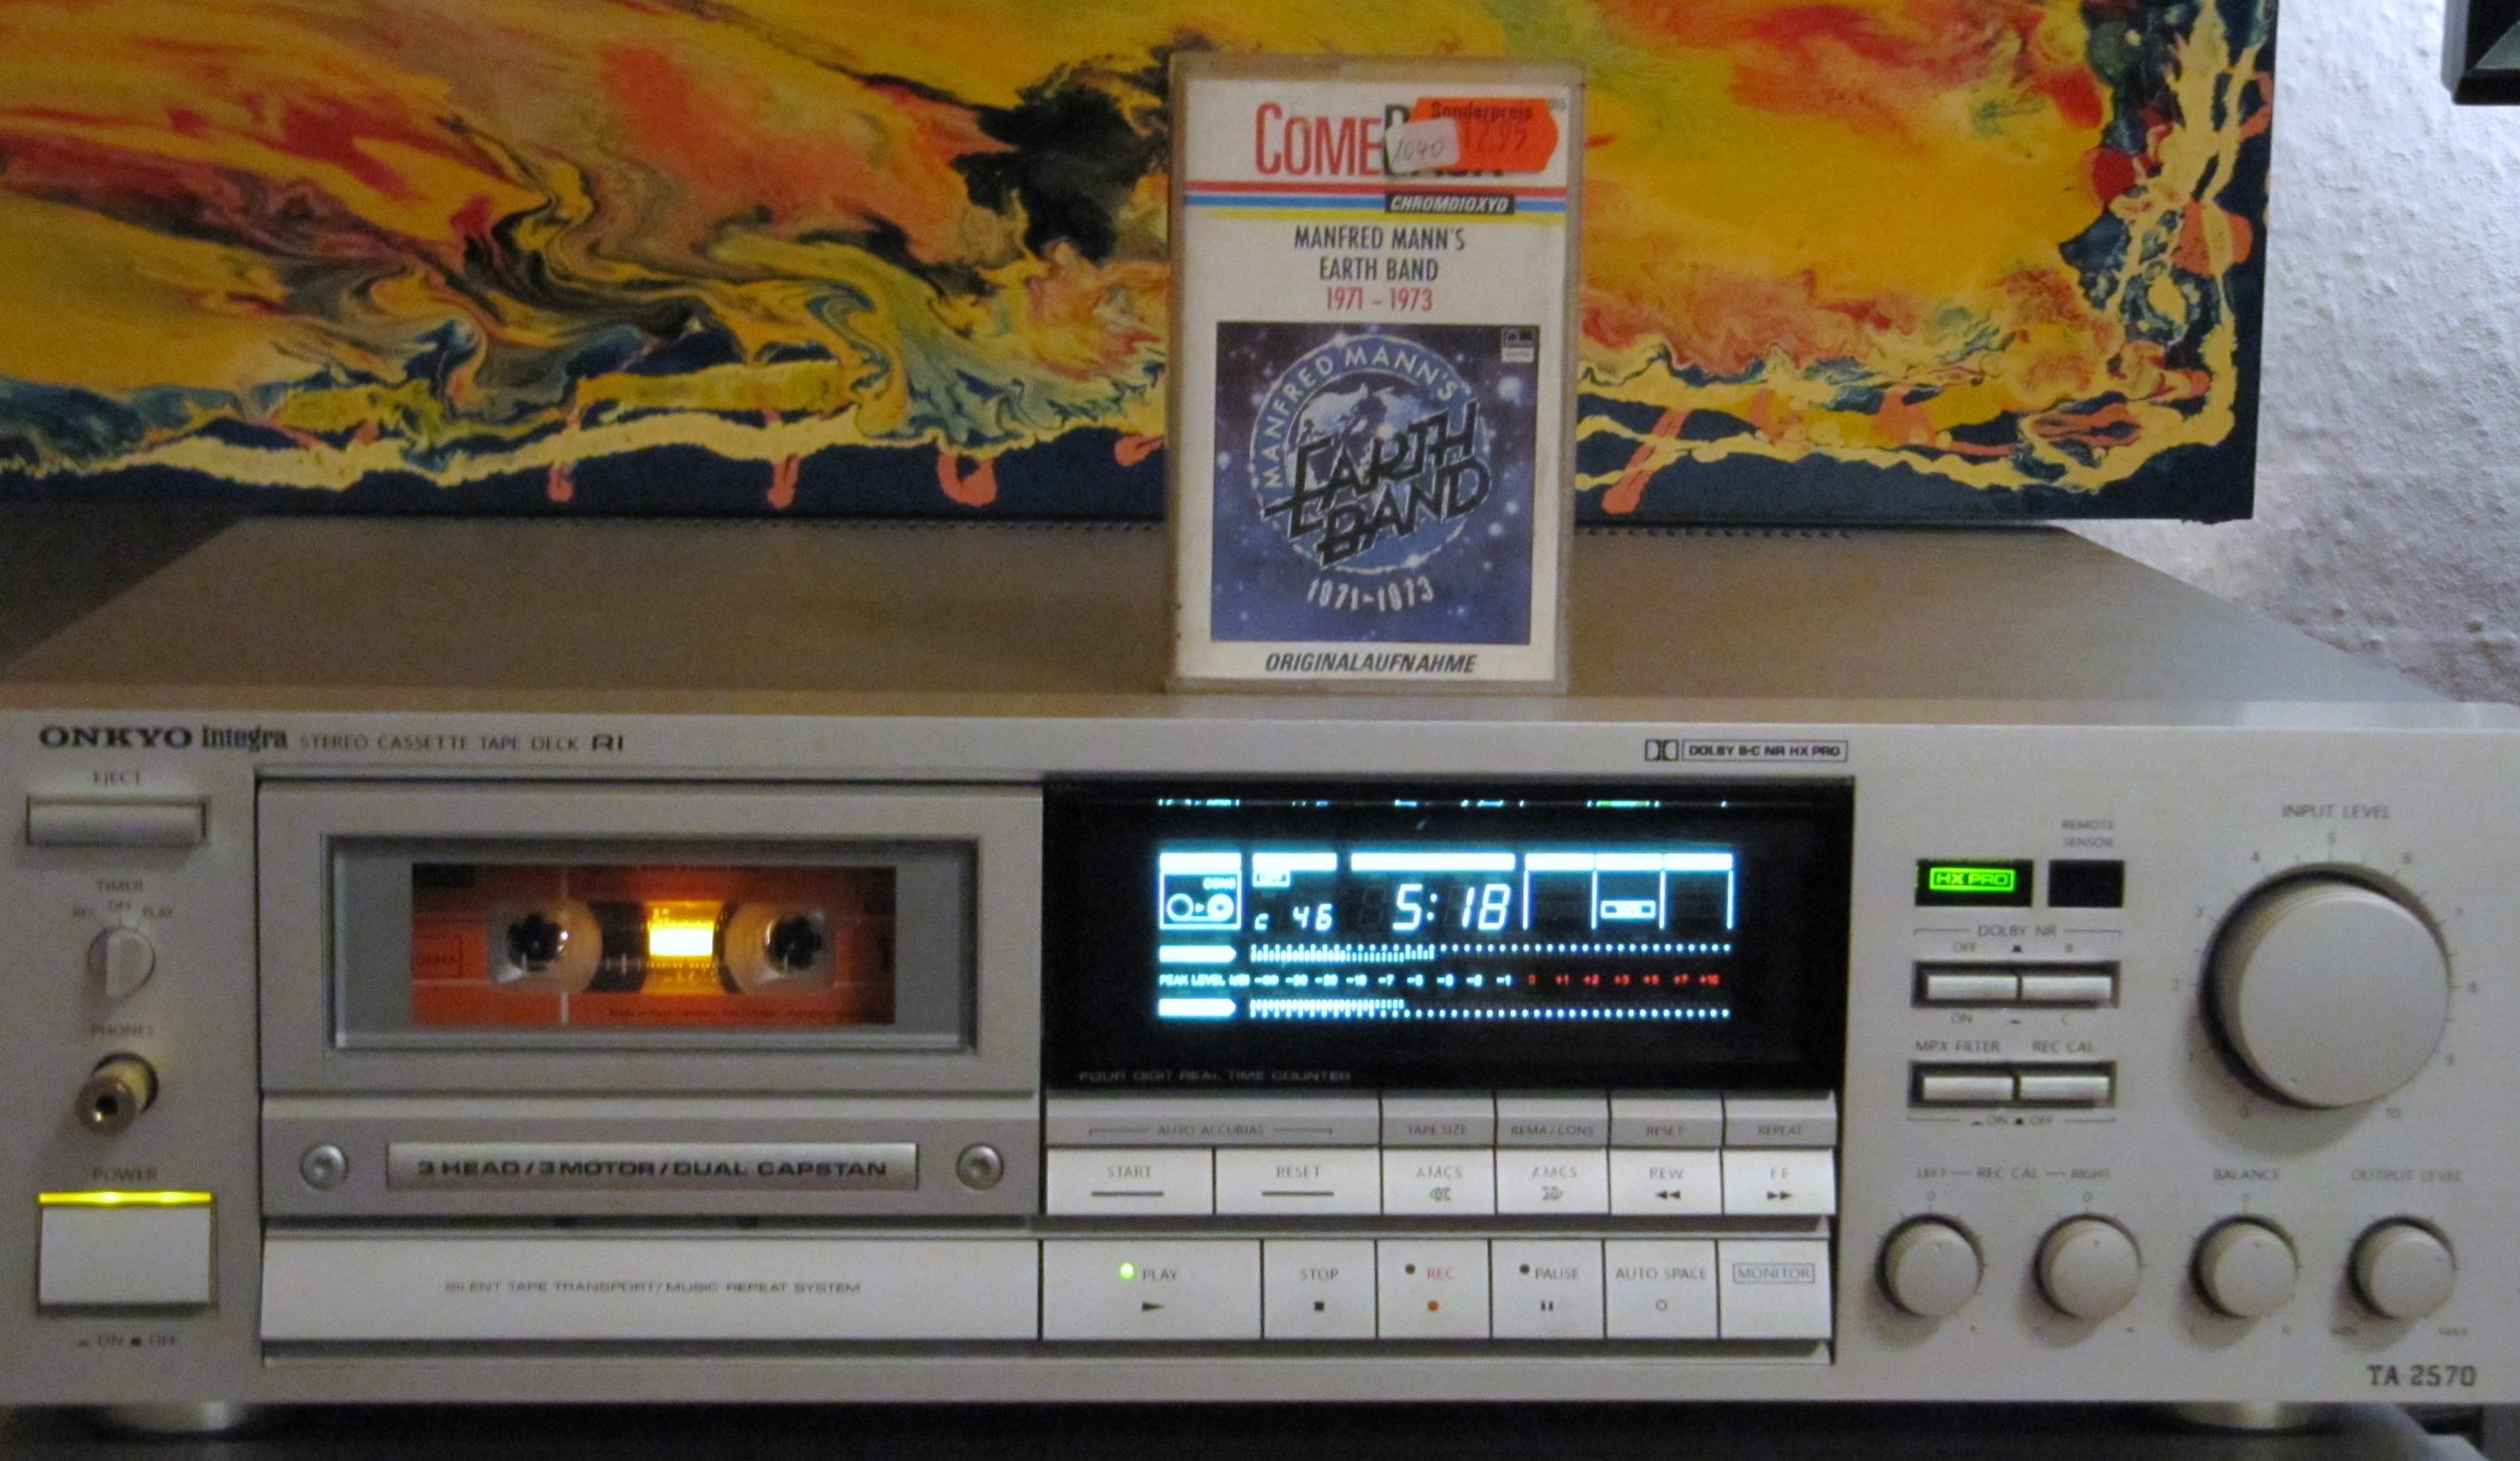 COMEB
Sonderpreis
12.95
1040
CHROMDIOXYD
MANFRED MANN'S
EARTH BAND
1971 - 1973
MANFRED MANN'S
EARTH
BAND
1971-1973
ORIGINALAUFNAHME
ONKYO Integra STEREO CASSETTE TAPE DECK R1
DOLBY B-C NR HX PRO
EJECT
TIMER
REC OFF PLAY
PHONES
POWER
ON OFF
3 HEAD/3 MOTOR/DUAL CAPSTAN
SILENT TAPE TRANSPORT/MUSIC REPEAT SYSTEM
CONS
C 46
5:18
PEAK LEVEL
FOUR DIGIT REAL TIME COUNTER
AUTO ACCUBIAS
TAPE SIZE
REMA/CONS
RESET
REPEAT
START
RESET
AMCS
AMCS
REW
FF
PLAY
STOP
REC
PAUSE
AUTO SPACE
MONITOR
HX PRO
REMOTE
SENSOR
DOLBY NR
OFF B
ON C
MPX FILTER REC CAL
ON OFF
INPUT LEVEL
LEFT REC CAL RIGHT
BALANCE
OUTPUT LEVEL
TA 2570